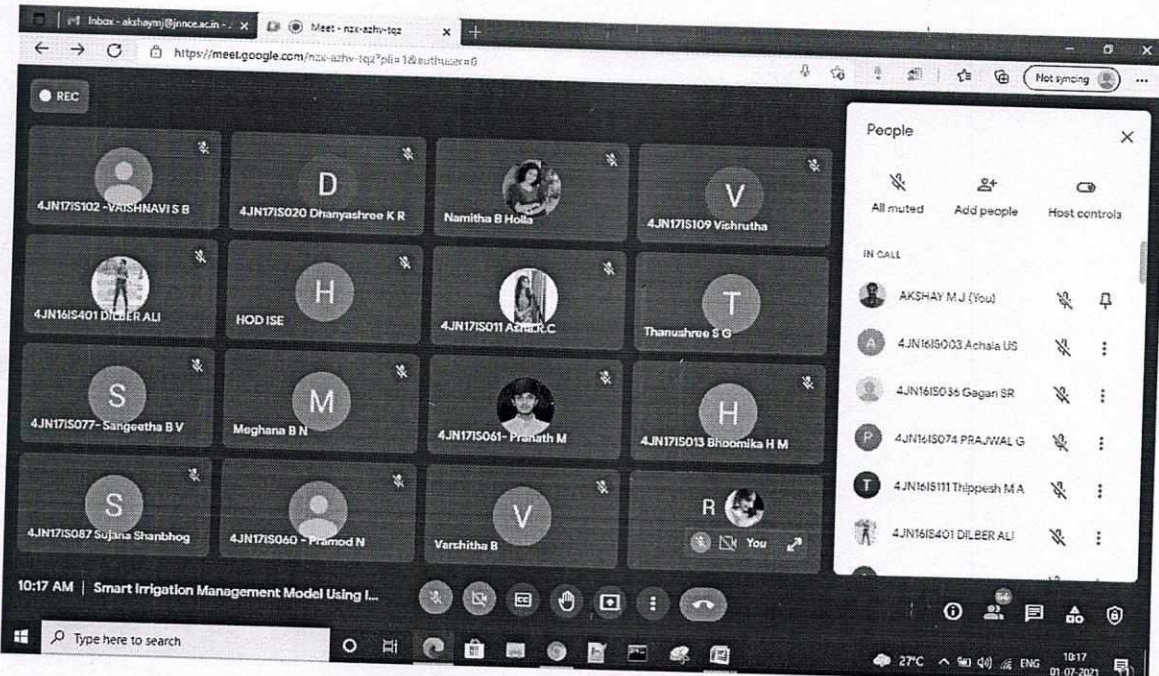 Inbox - akshaymj@jnnce.ac.in -
Meet - nzx-azhv-tqz
https://meet.google.com/nzx-azhv-tqz?pli=1&authuser=0
Not syncing
REC
4JN17IS102 -VAISHNAVI S B
D
4JN17IS020 Dhanyashree K R
Namitha B Holla
V
4JN17IS109 Vishrutha
4JN16IS401 DILBER ALI
H
HOD ISE
4JN17IS011 Asha.R.C
T
Thanushree S G
S
4JN17IS077- Sangeetha B V
M
Meghana B N
4JN17IS061- Pranath M
H
4JN17IS013 Bhoomika H M
S
4JN17IS087 Sujana Shanbhog
4JN17IS060 - Pramod N
V
Varshitha B
R
You
People
All muted
Add people
Host controls
IN CALL
AKSHAY M J (You)
A
4JN16IS003 Achala US
4JN16IS036 Gagan SR
P
4JN16IS074 PRAJWAL G
T
4JN16IS111 Thippesh M A
4JN16IS401 DILBER ALI
10:17 AM | Smart Irrigation Management Model Using I...
CC
Type here to search
27°C
ENG
10:17
01-07-2021